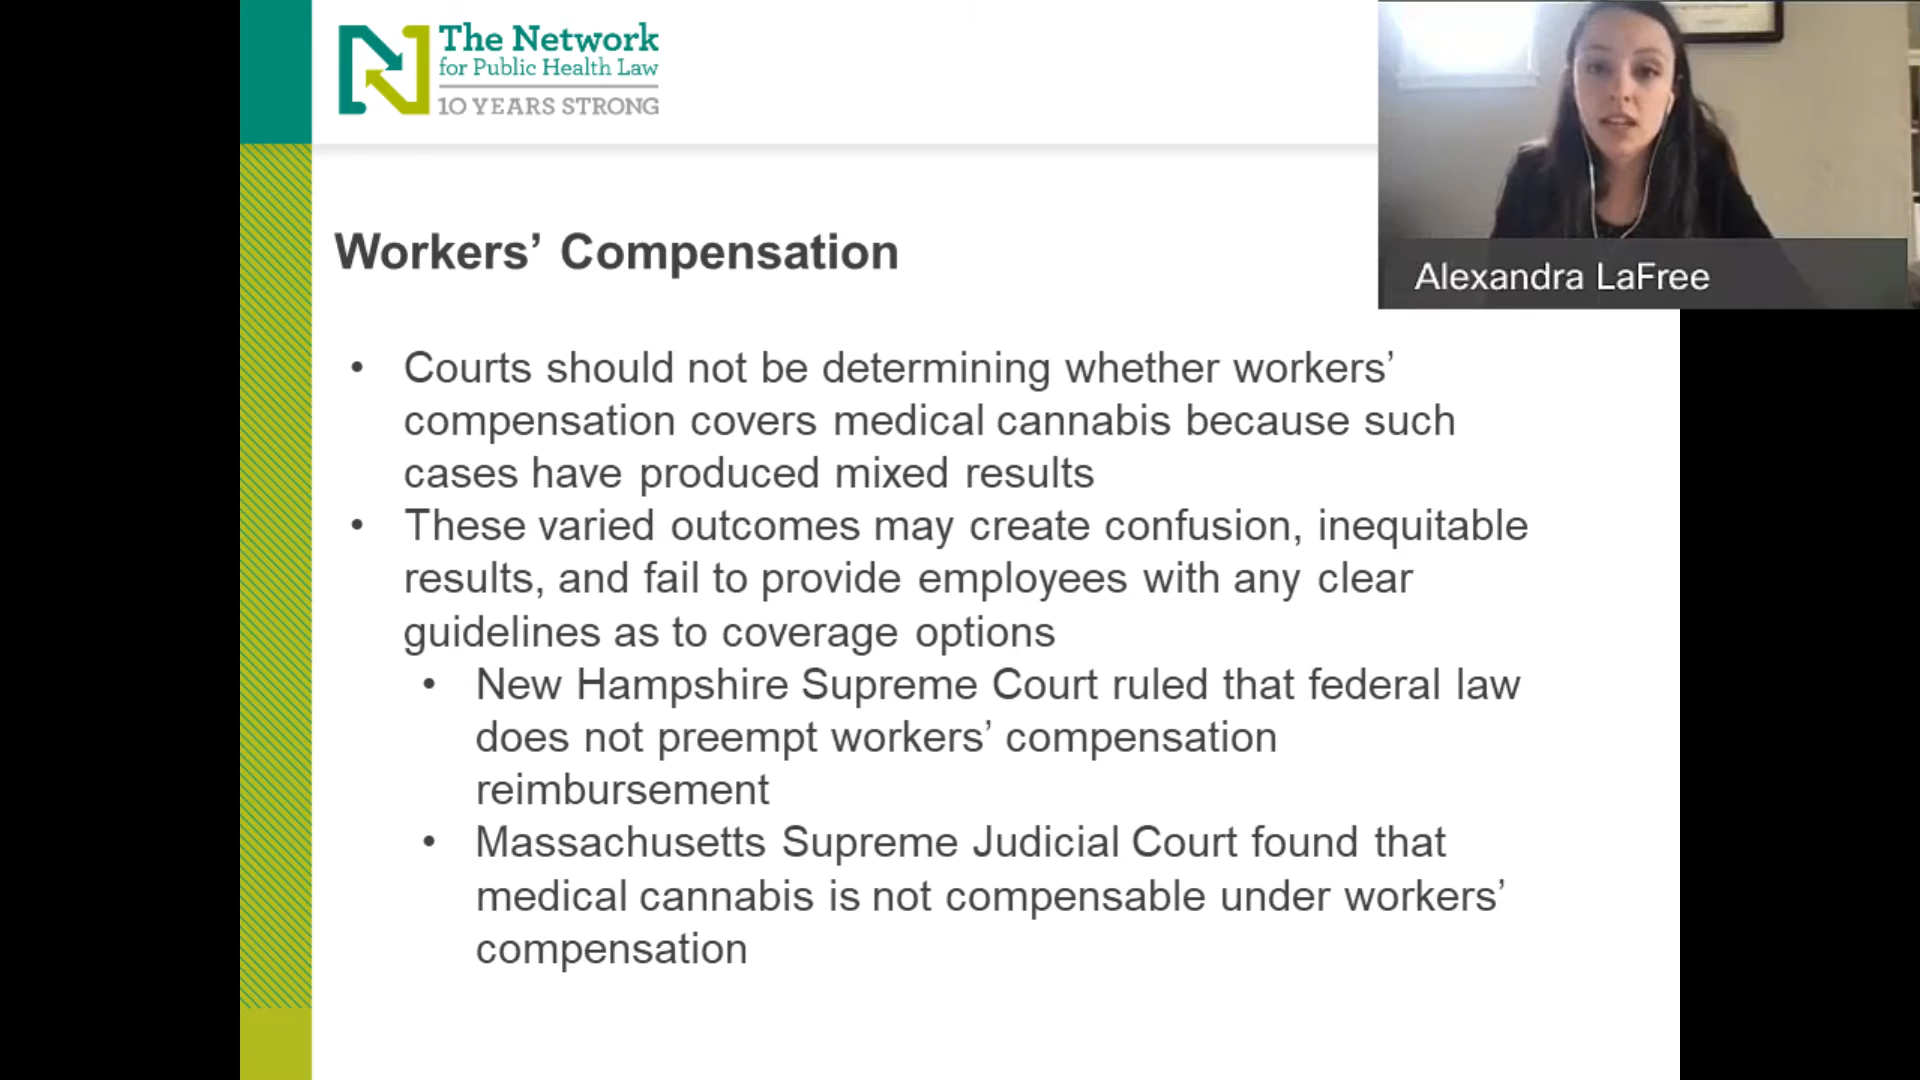 The Network
for Public Health Law
10 YEARS STRONG
Alexandra LaFree
Workers’ Compensation
• Courts should not be determining whether workers’
compensation covers medical cannabis because such
cases have produced mixed results
• These varied outcomes may create confusion, inequitable
results, and fail to provide employees with any clear
guidelines as to coverage options
• New Hampshire Supreme Court ruled that federal law
does not preempt workers’ compensation
reimbursement
• Massachusetts Supreme Judicial Court found that
medical cannabis is not compensable under workers’
compensation